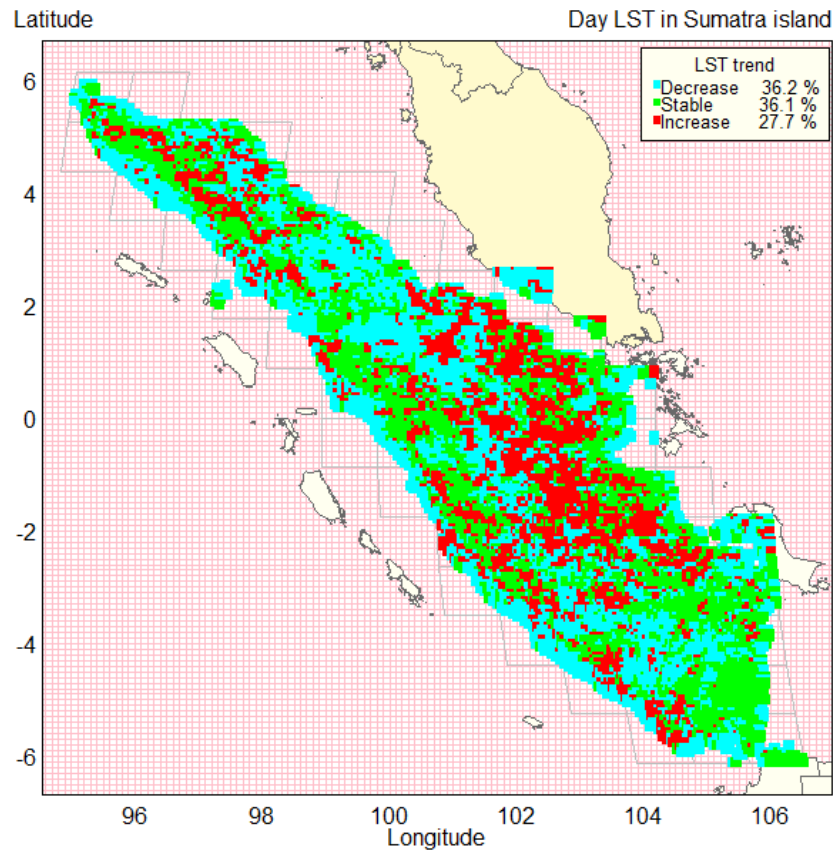 Latitude
Day LST in Sumatra island
LST trend
Decrease 36.2 %
Stable 36.1 %
Increase 27.7 %
6
4
2
0
-2
-4
-6
96 98 100 102 104 106
Longitude